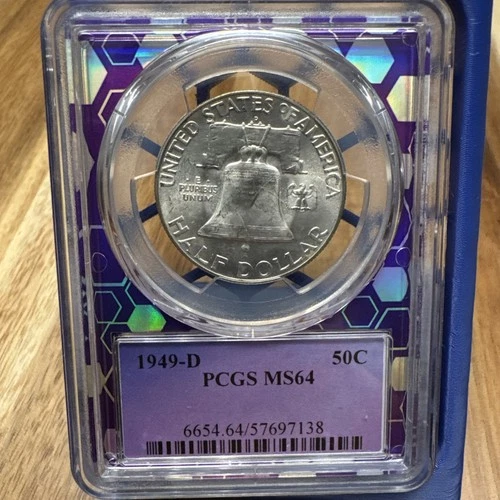 UNITED STATES OF AMERICA
D
E
PLURIBUS
UNUM
HALF DOLLAR
1949-D 50C
PCGS MS64
6654.64/57697138